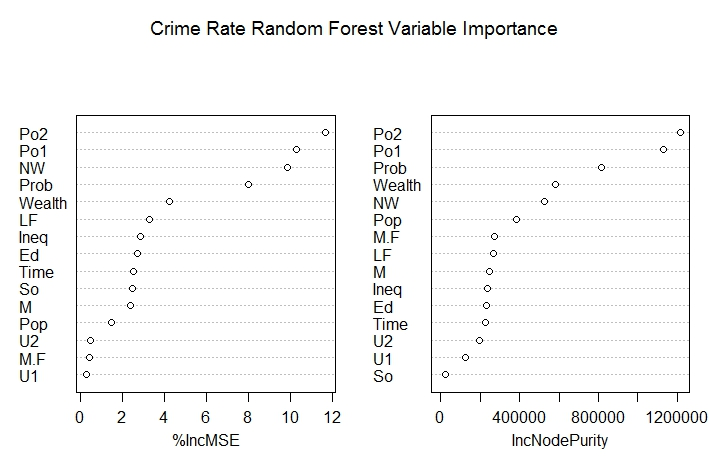 Crime Rate Random Forest Variable Importance
Po2
Po1
NW
Prob
Wealth
LF
Ineq
Ed
Time
So
M
Pop
U2
M.F
U1
0 2 4 6 8 10 12
%IncMSE
Po2
Po1
Prob
Wealth
NW
Pop
M.F
LF
M
Ineq
Ed
Time
U2
U1
So
0 400000 800000 1200000
IncNodePurity